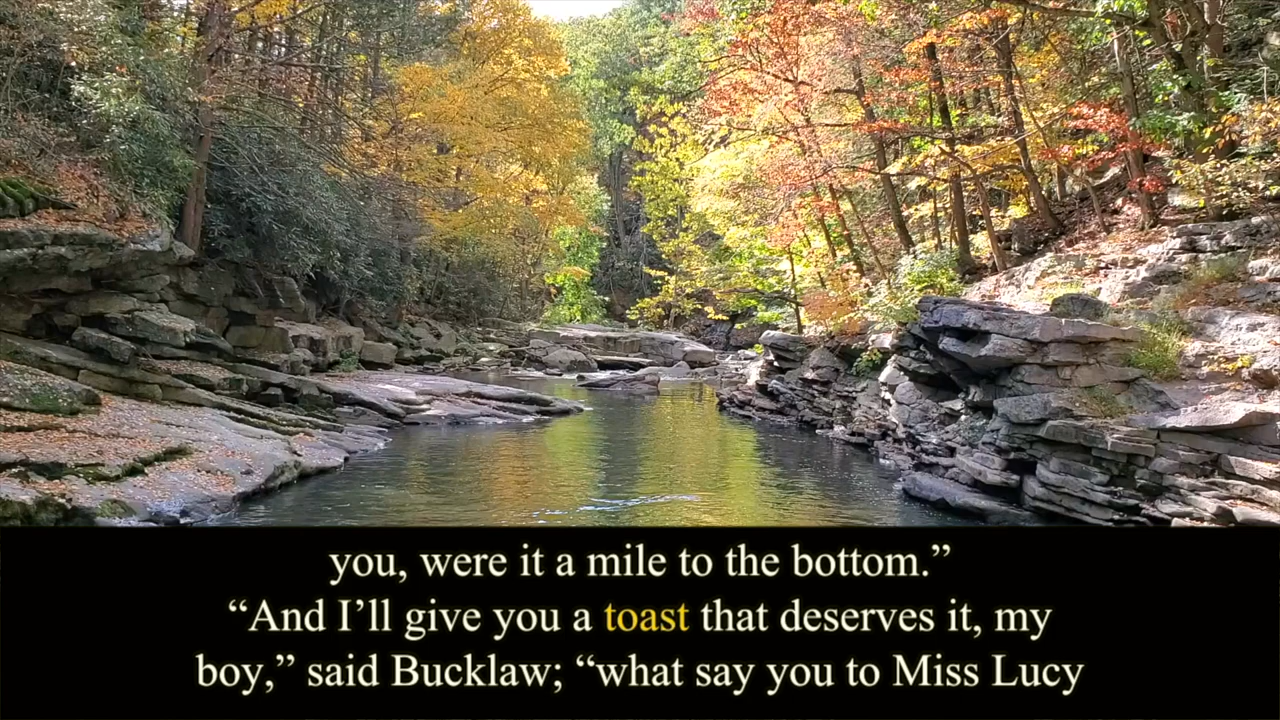 you, were it a mile to the bottom.”
“And I’ll give you a toast that deserves it, my
boy,” said Bucklaw; “what say you to Miss Lucy